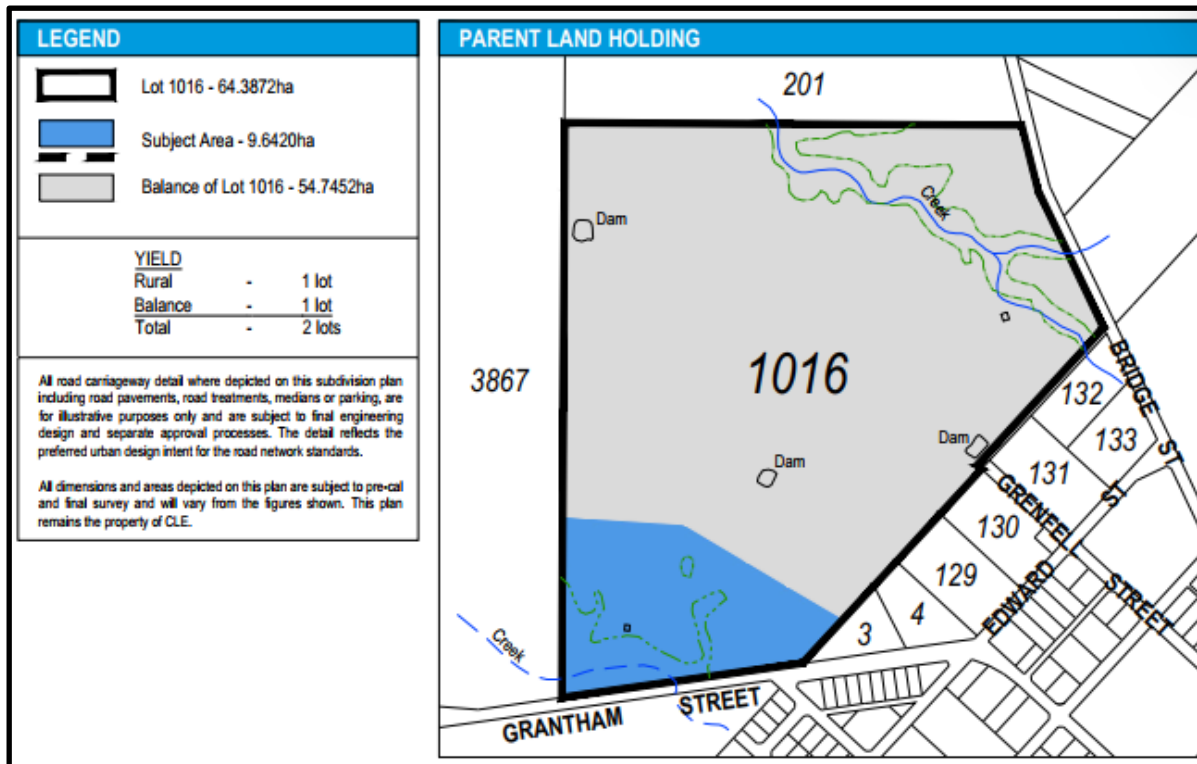 LEGEND
Lot 1016 - 64.3872ha
Subject Area - 9.6420ha
Balance of Lot 1016 - 54.7452ha
YIELD
Rural - 1 lot
Balance - 1 lot
Total - 2 lots
All road carriageway detail where depicted on this subdivision plan
including road pavements, road treatments, medians or parking, are
for illustrative purposes only and are subject to final engineering
design and separate approval processes. The detail reflects the
preferred urban design intent for the road network standards.
All dimensions and areas depicted on this plan are subject to pre-cal
and final survey and will vary from the figures shown. This plan
remains the property of CLE.
PARENT LAND HOLDING
201
Creek
Dam
3867
1016
BRIDGE ST
132
133
Dam
131
Dam
GRENFELL STREET
130
129
EDWARD ST
4
3
Creek
GRANTHAM STREET